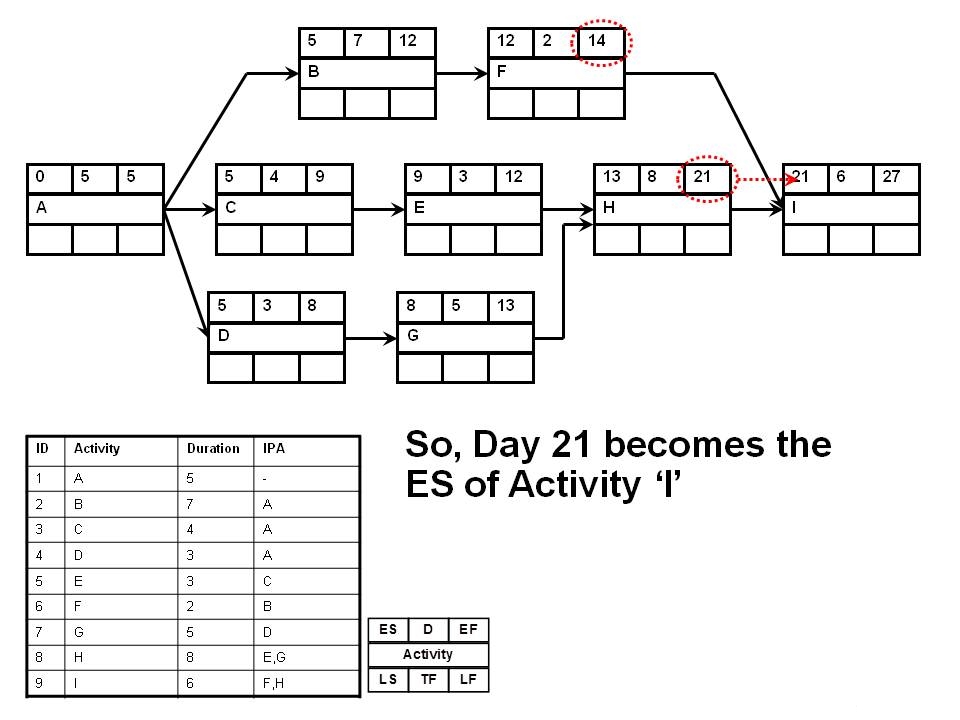 5 7 12
B
12 2 14
F
0 5 5
A
5 4 9
C
9 3 12
E
13 8 21
H
21 6 27
I
5 3 8
D
8 5 13
G
So, Day 21 becomes the
ES of Activity ‘I’
ID Activity Duration IPA
1 A 5 -
2 B 7 A
3 C 4 A
4 D 3 A
5 E 3 C
6 F 2 B
7 G 5 D
8 H 8 E,G
9 I 6 F,H
ES D EF
Activity
LS TF LF